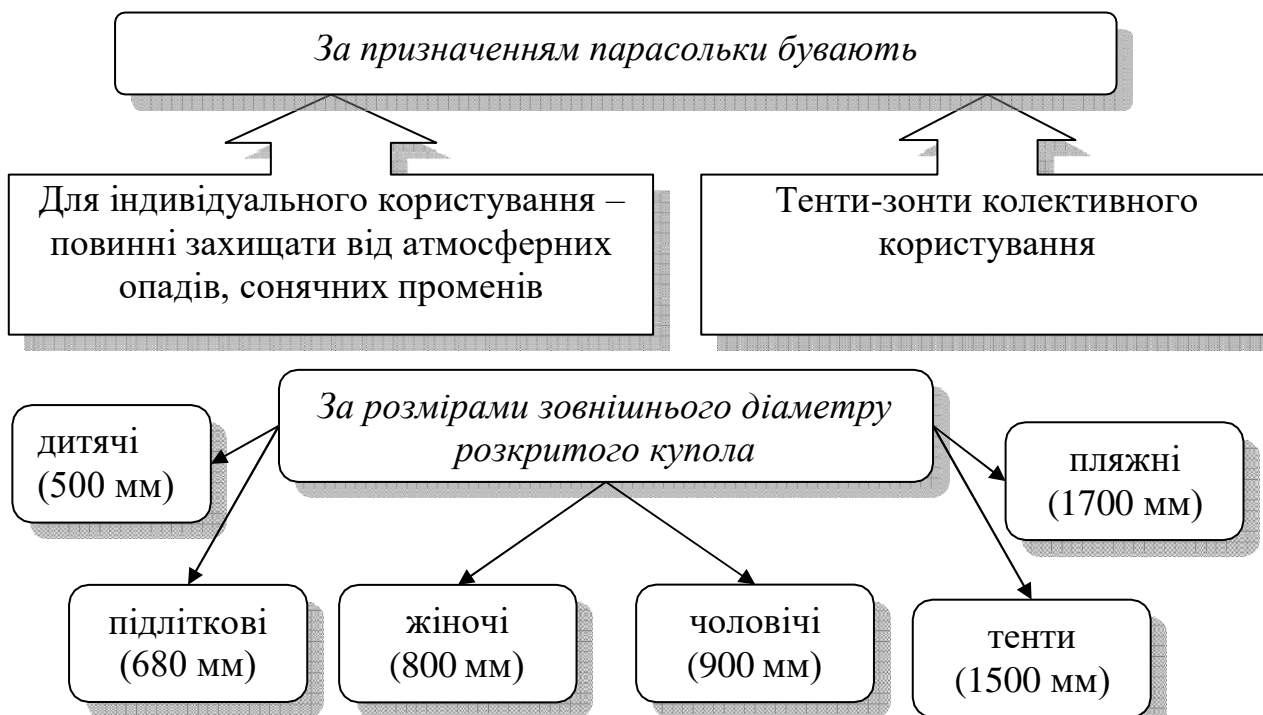 За призначенням парасольки бувають
Для індивідуального користування –
повинні захищати від атмосферних
опадів, сонячних променів
Тенти-зонти колективного
користування
За розмірами зовнішнього діаметру
розкритого купола
дитячі
(500 мм)
пляжні
(1700 мм)
підліткові
(680 мм)
жіночі
(800 мм)
чоловічі
(900 мм)
тенти
(1500 мм)